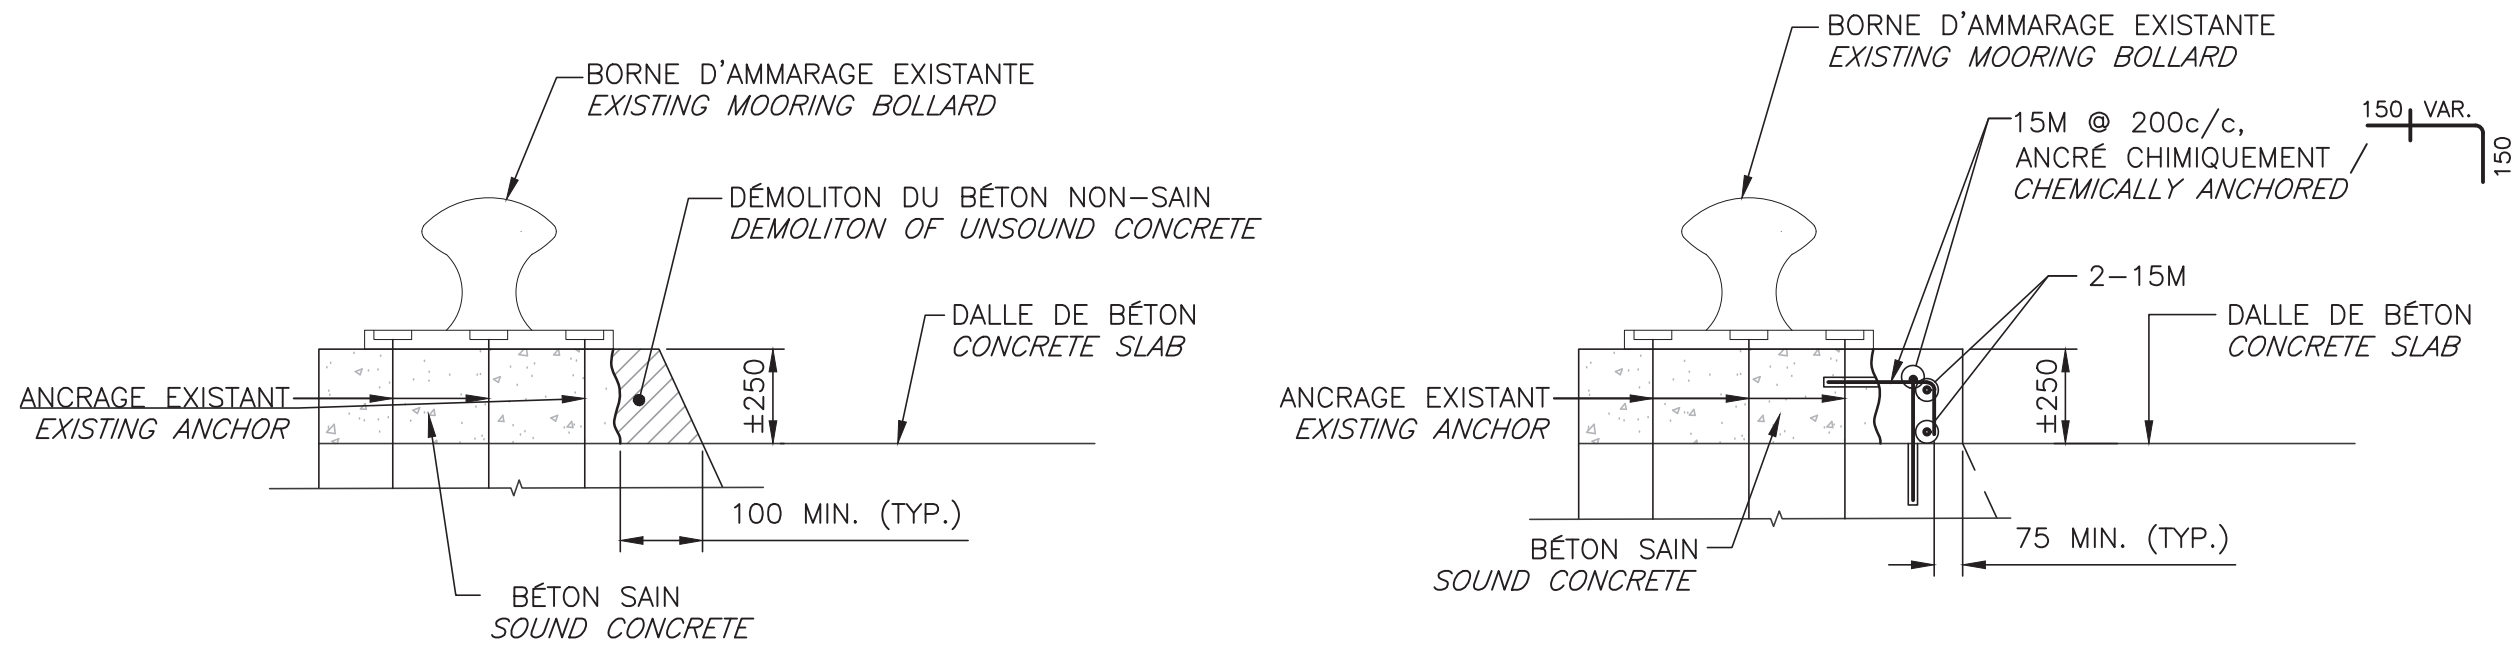 BORNE D'AMMARAGE EXISTANTE
EXISTING MOORING BOLLARD
DÉMOLITON DU BÉTON NON-SAIN
DEMOLITON OF UNSOUND CONCRETE
DALLE DE BÉTON
CONCRETE SLAB
±250
ANCRAGE EXISTANT
EXISTING ANCHOR
100 MIN. (TYP.)
BÉTON SAIN
SOUND CONCRETE
BORNE D'AMMARAGE EXISTANTE
EXISTING MOORING BOLLARD
15M @ 200c/c,
ANCRÉ CHIMIQUEMENT
CHEMICALLY ANCHORED
150 VAR.
150
2-15M
DALLE DE BÉTON
CONCRETE SLAB
±250
ANCRAGE EXISTANT
EXISTING ANCHOR
75 MIN. (TYP.)
BÉTON SAIN
SOUND CONCRETE